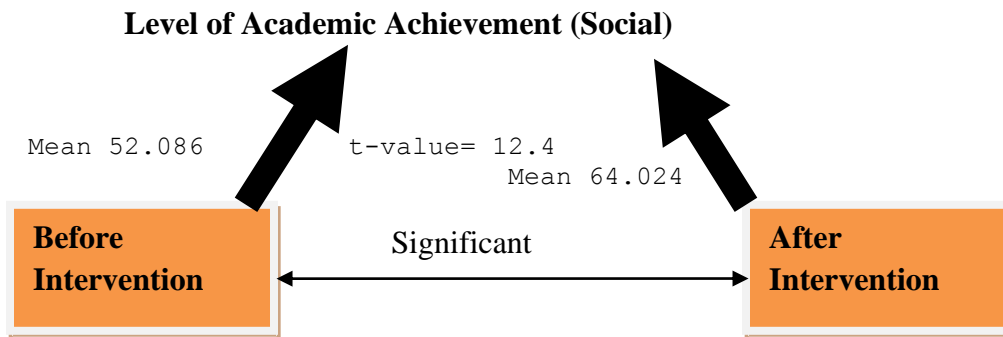 Level of Academic Achievement (Social)
Mean 52.086
t-value= 12.4
Mean 64.024
Before
Intervention
Significant
After
Intervention